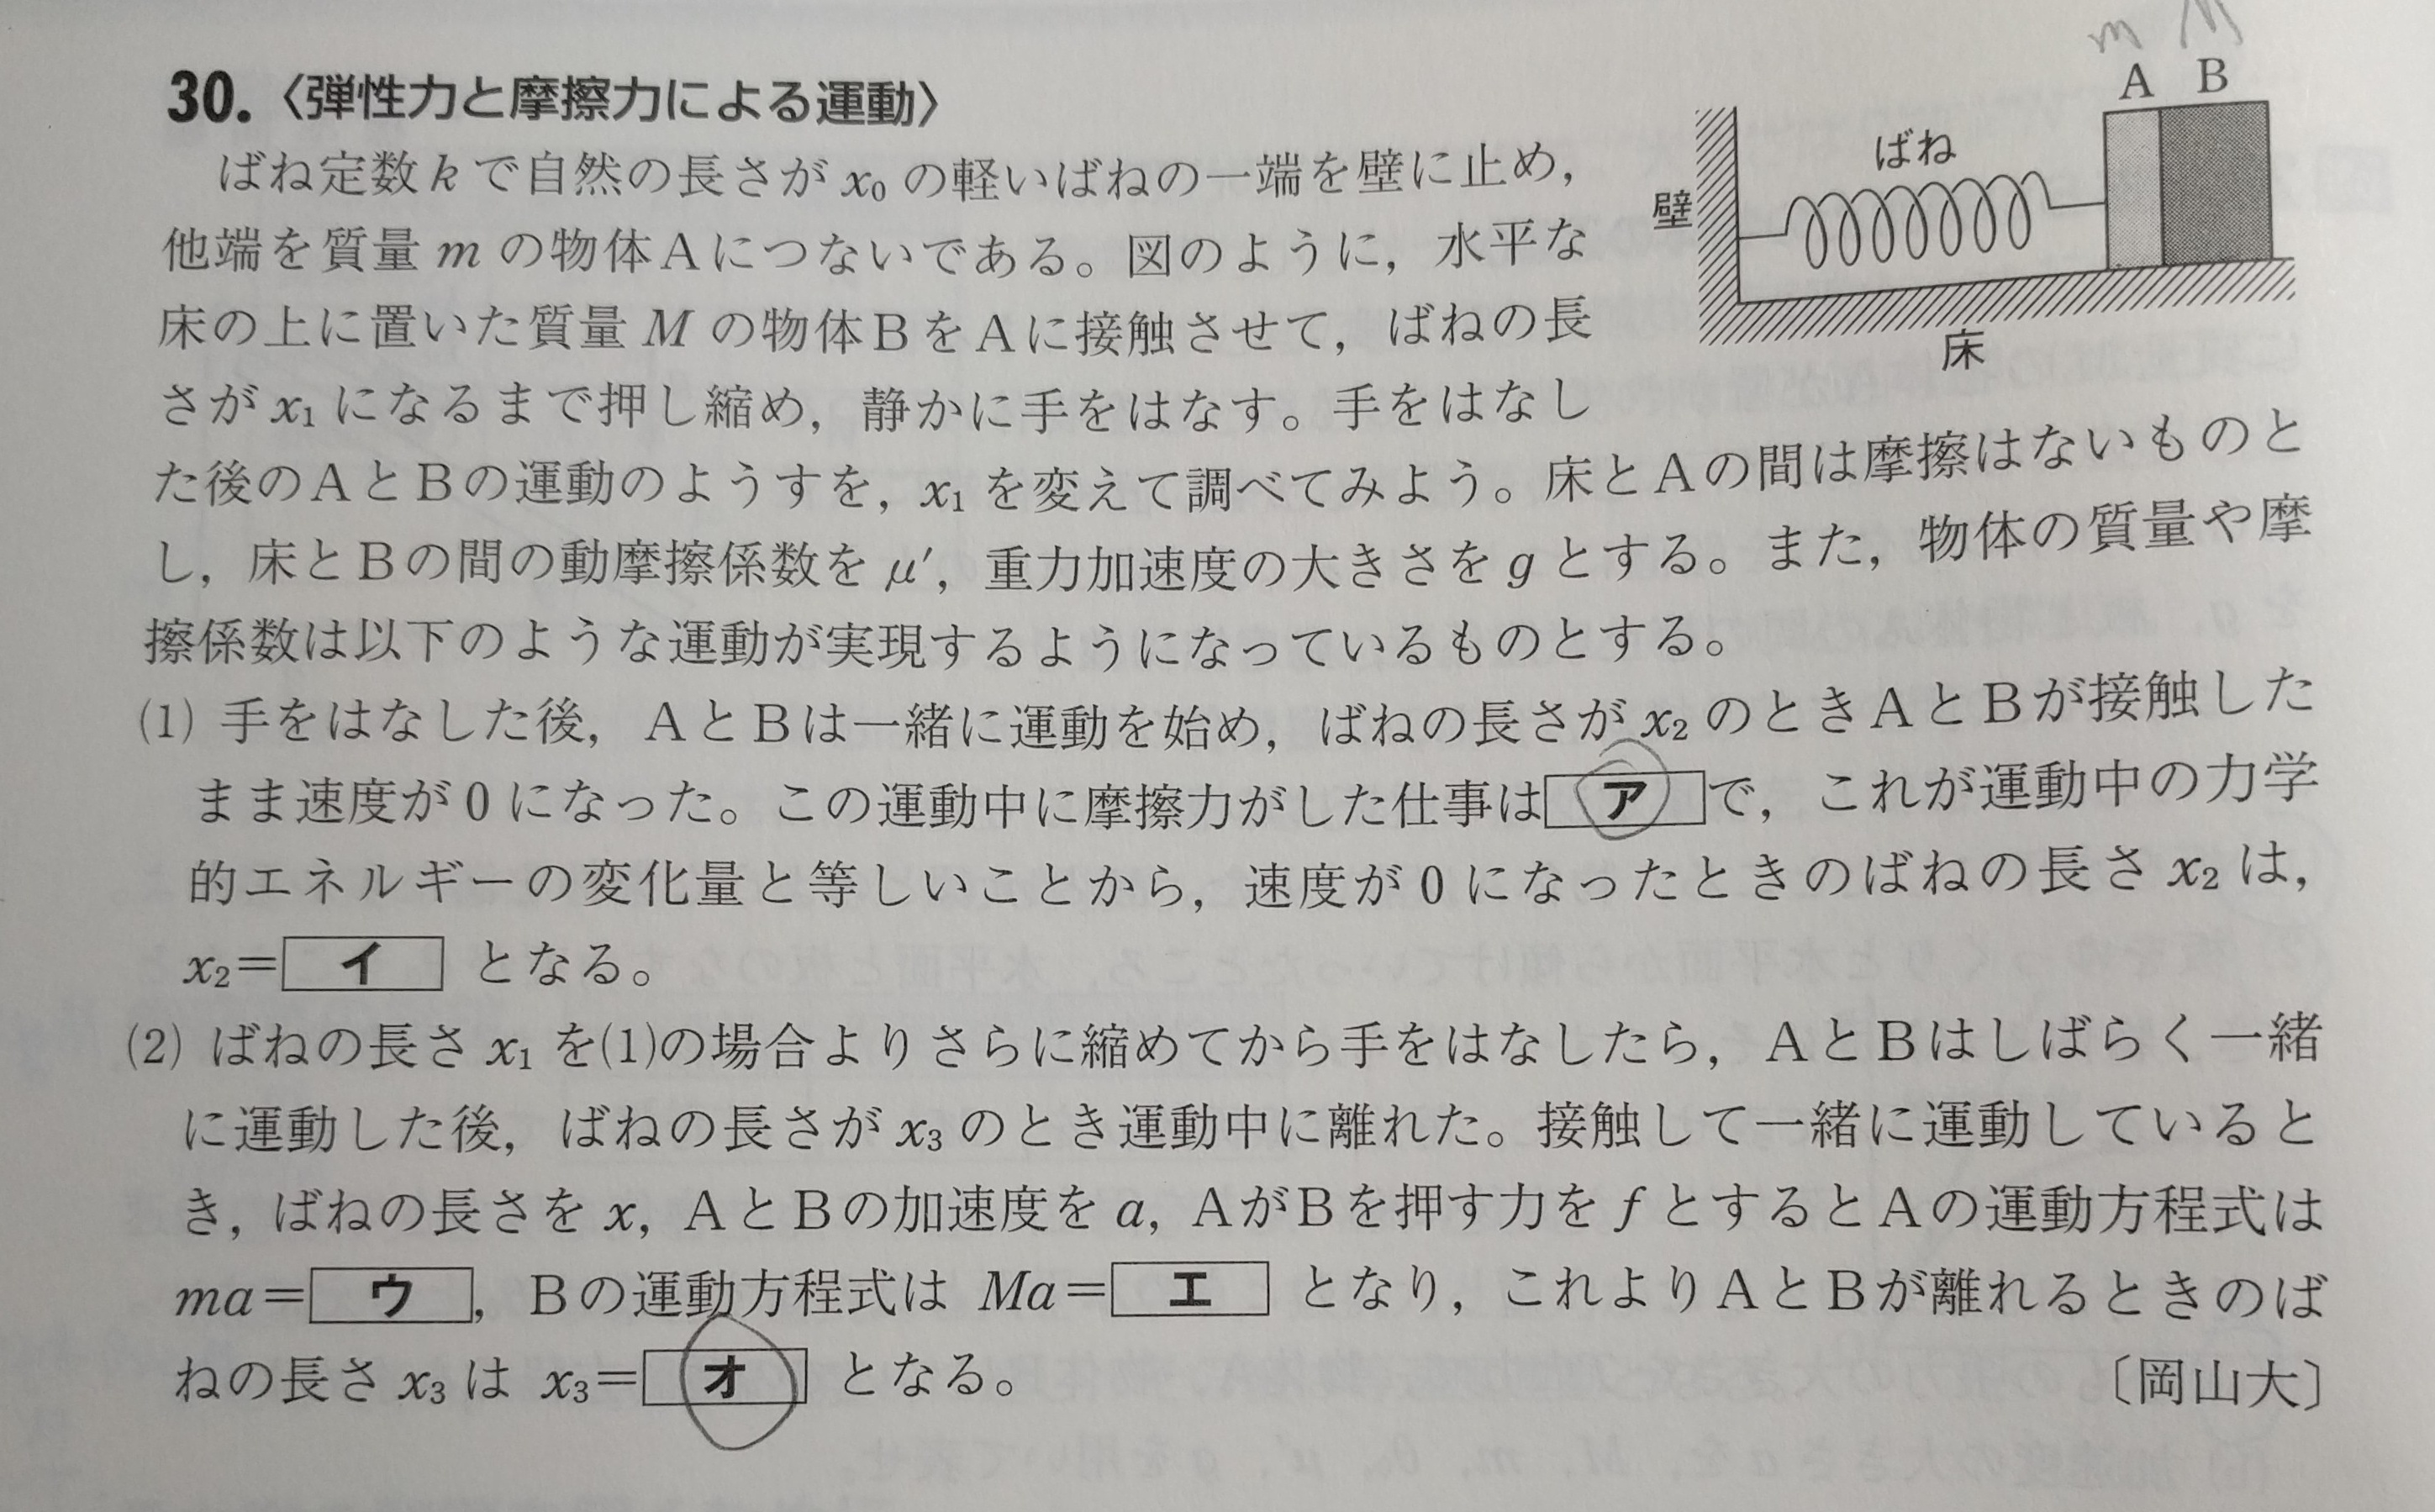 m M
30. 〈弾性力と摩擦力による運動〉
A B
ばね
壁
床
ばね定数 k で自然の長さが x₀ の軽いばねの一端を壁に止め，
他端を質量 m の物体Ａにつないである。図のように，水平な
床の上に置いた質量 M の物体ＢをＡに接触させて，ばねの長
さが x₁ になるまで押し縮め，静かに手をはなす。手をはなし
た後のＡとＢの運動のようすを，x₁ を変えて調べてみよう。床とＡの間は摩擦はないものと
し，床とＢの間の動摩擦係数を μ′，重力加速度の大きさを g とする。また，物体の質量や摩
擦係数は以下のような運動が実現するようになっているものとする。
(1) 手をはなした後，ＡとＢは一緒に運動を始め，ばねの長さが x₂ のときＡとＢが接触した
まま速度が 0 になった。この運動中に摩擦力がした仕事は ア で，これが運動中の力学
的エネルギーの変化量と等しいことから，速度が 0 になったときのばねの長さ x₂ は，
x₂＝ イ となる。
(2) ばねの長さ x₁ を(1)の場合よりさらに縮めてから手をはなしたら，ＡとＢはしばらく一緒
に運動した後，ばねの長さが x₃ のとき運動中に離れた。接触して一緒に運動していると
き，ばねの長さを x，ＡとＢの加速度を a，ＡがＢを押す力を f とするとＡの運動方程式は
ma＝ ウ ，Ｂの運動方程式は Ma＝ エ となり，これよりＡとＢが離れるときのば
ねの長さ x₃ は x₃＝ オ となる。
〔岡山大〕